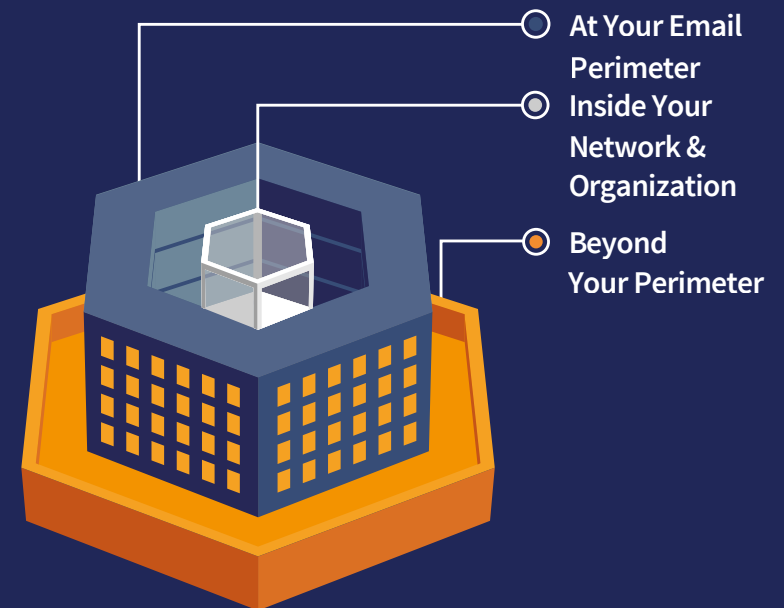 At Your Email
Perimeter
Inside Your
Network &
Organization
Beyond
Your Perimeter